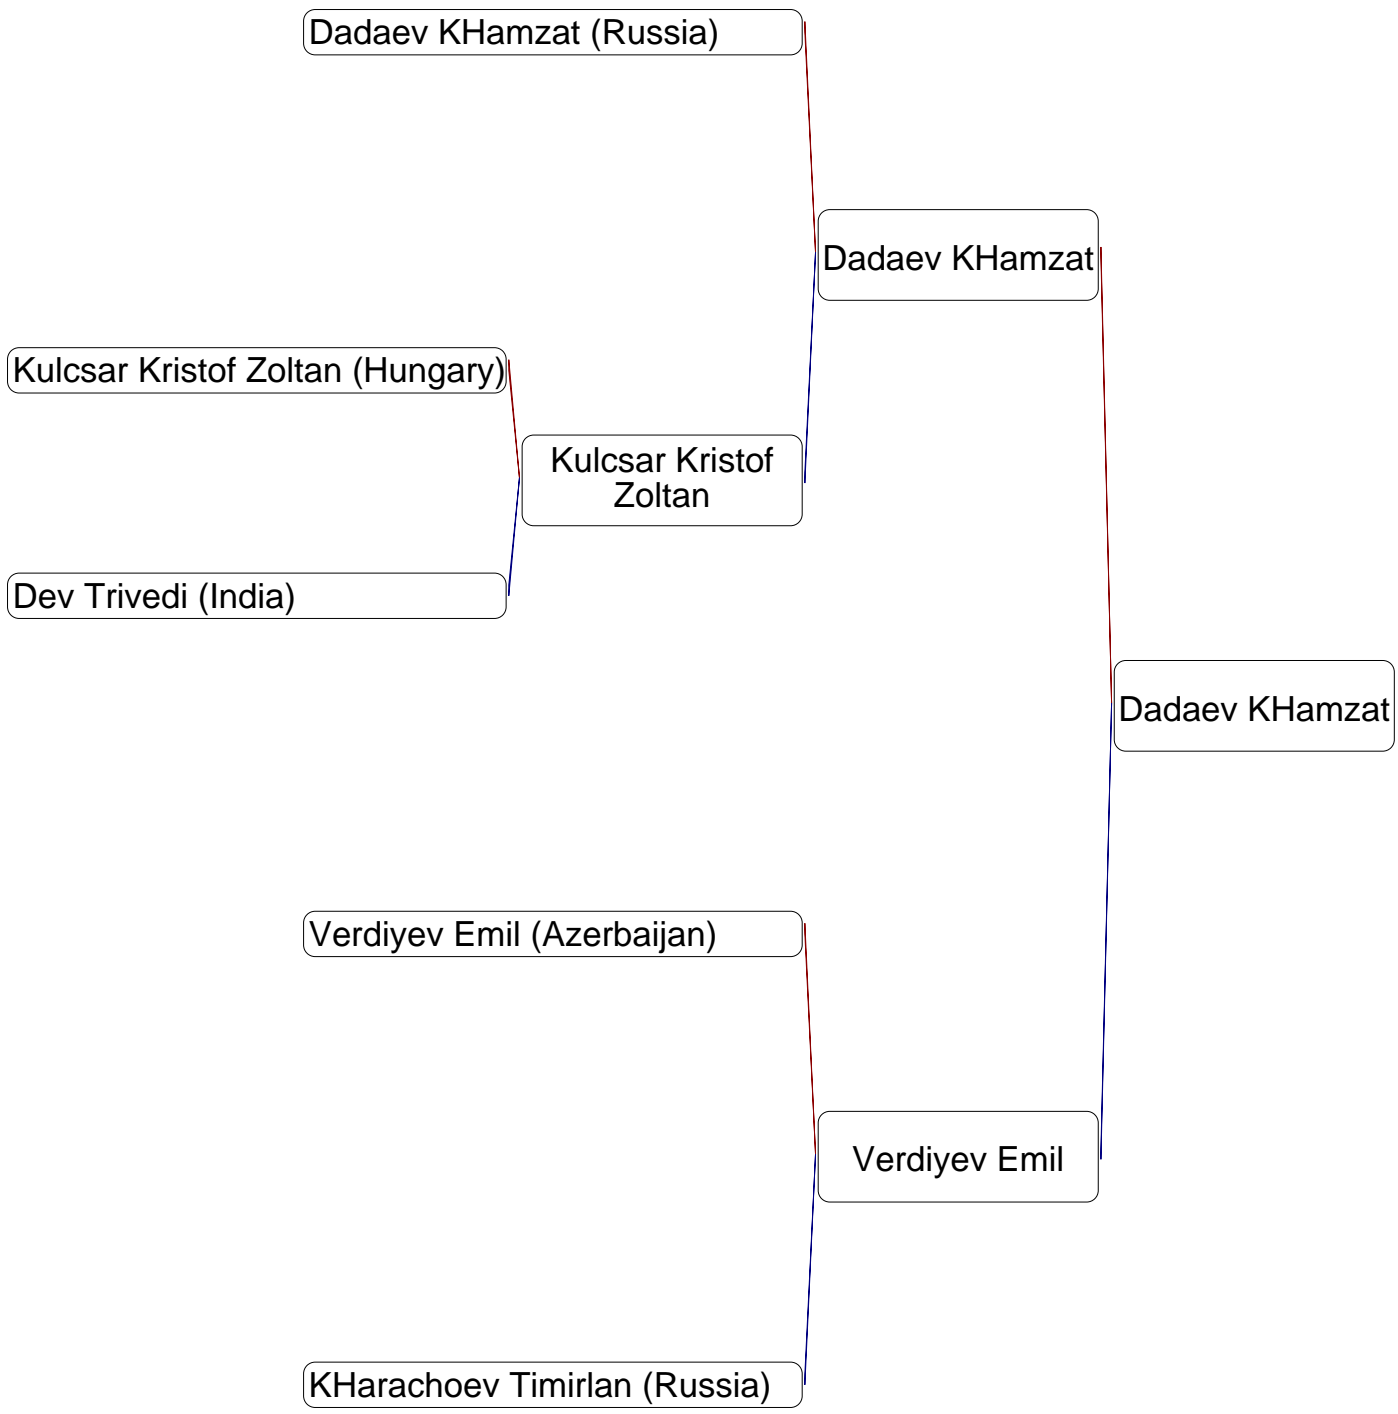 Dadaev KHamzat (Russia)
Dadaev KHamzat
Kulcsar Kristof Zoltan (Hungary)
Kulcsar Kristof
Zoltan
Dev Trivedi (India)
Dadaev KHamzat
Verdiyev Emil (Azerbaijan)
Verdiyev Emil
KHarachoev Timirlan (Russia)